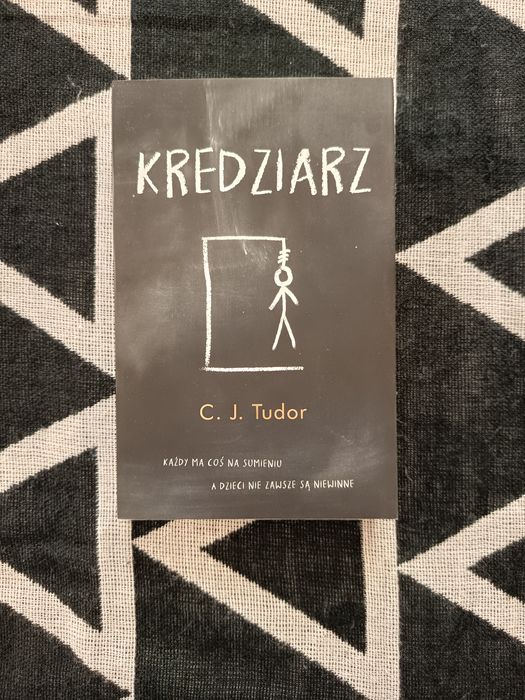 KREDZIARZ
C. J. Tudor
KAŻDY MA COŚ NA SUMIENIU
A DZIECI NIE ZAWSZE SĄ NIEWINNE